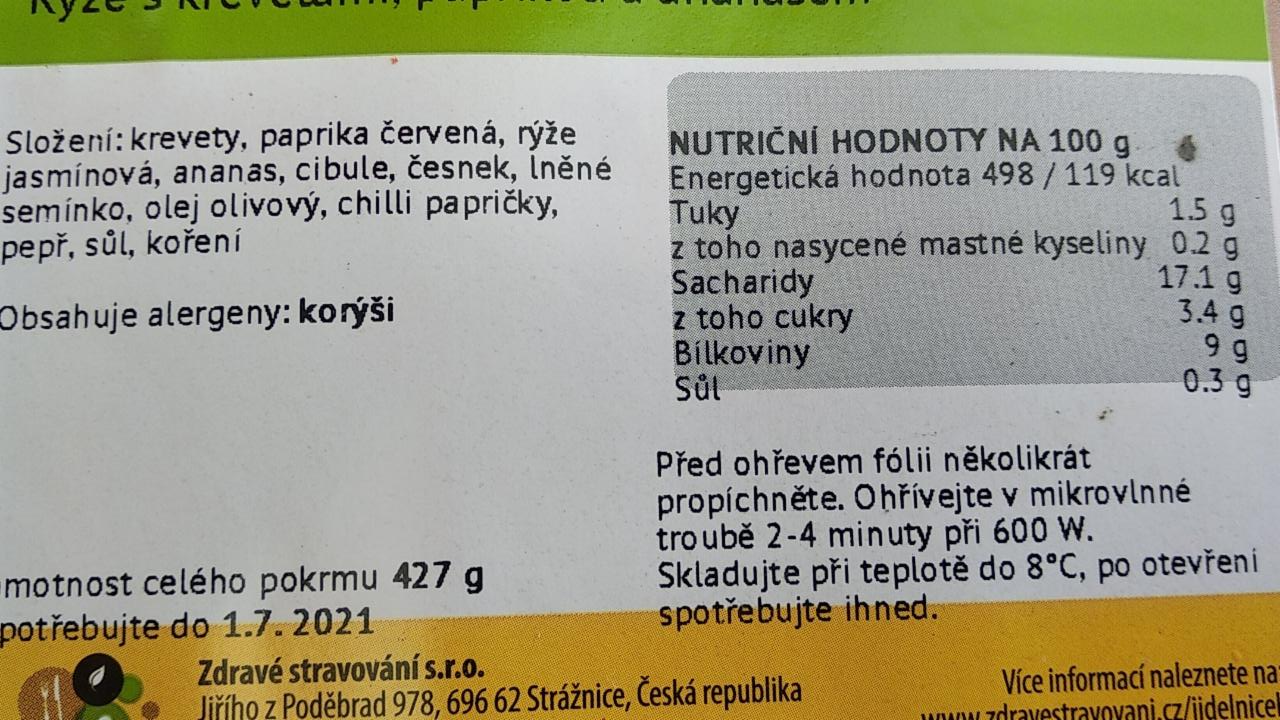 Složení: krevety, paprika červená, rýže
jasmínová, ananas, cibule, česnek, lněné
semínko, olej olivový, chilli papričky,
pepř, sůl, koření
Obsahuje alergeny: korýši
NUTRIČNÍ HODNOTY NA 100 g
Energetická hodnota 498 / 119 kcal
Tuky 1.5 g
z toho nasycené mastné kyseliny 0.2 g
Sacharidy 17.1 g
z toho cukry 3.4 g
Bílkoviny 9 g
Sůl 0.3 g
Před ohřevem fólii několikrát
propíchněte. Ohřívejte v mikrovlnné
troubě 2-4 minuty při 600 W.
Skladujte při teplotě do 8°C, po otevření
spotřebujte ihned.
motnost celého pokrmu 427 g
potřebujte do 1.7. 2021
Zdravé stravování s.r.o.
Jiřího z Poděbrad 978, 696 62 Strážnice, Česká republika
Více informací naleznete na
www.zdravestravovani.cz/jidelnicek